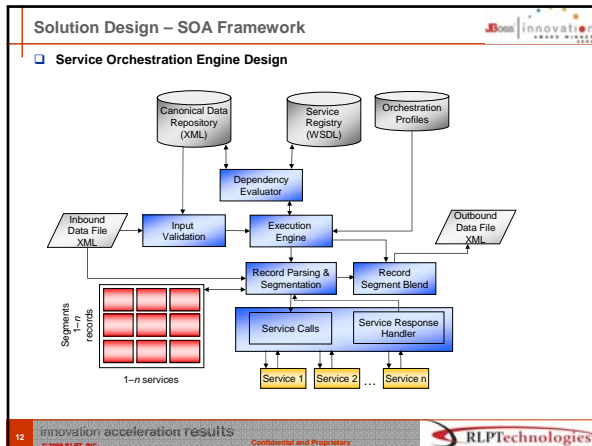 Solution Design – SOA Framework
JBoss innovation
AWARD WINNER
❑ Service Orchestration Engine Design
Canonical Data
Repository
(XML)
Service
Registry
(WSDL)
Orchestration
Profiles
Dependency
Evaluator
Inbound
Data File
XML
Input
Validation
Execution
Engine
Outbound
Data File
XML
Record Parsing &
Segmentation
Record
Segment Blend
Segments
1–n
records
1–n services
Service Calls
Service Response
Handler
Service 1
Service 2
...
Service n
12
innovation acceleration results
Confidential and Proprietary
RLPTechnologies